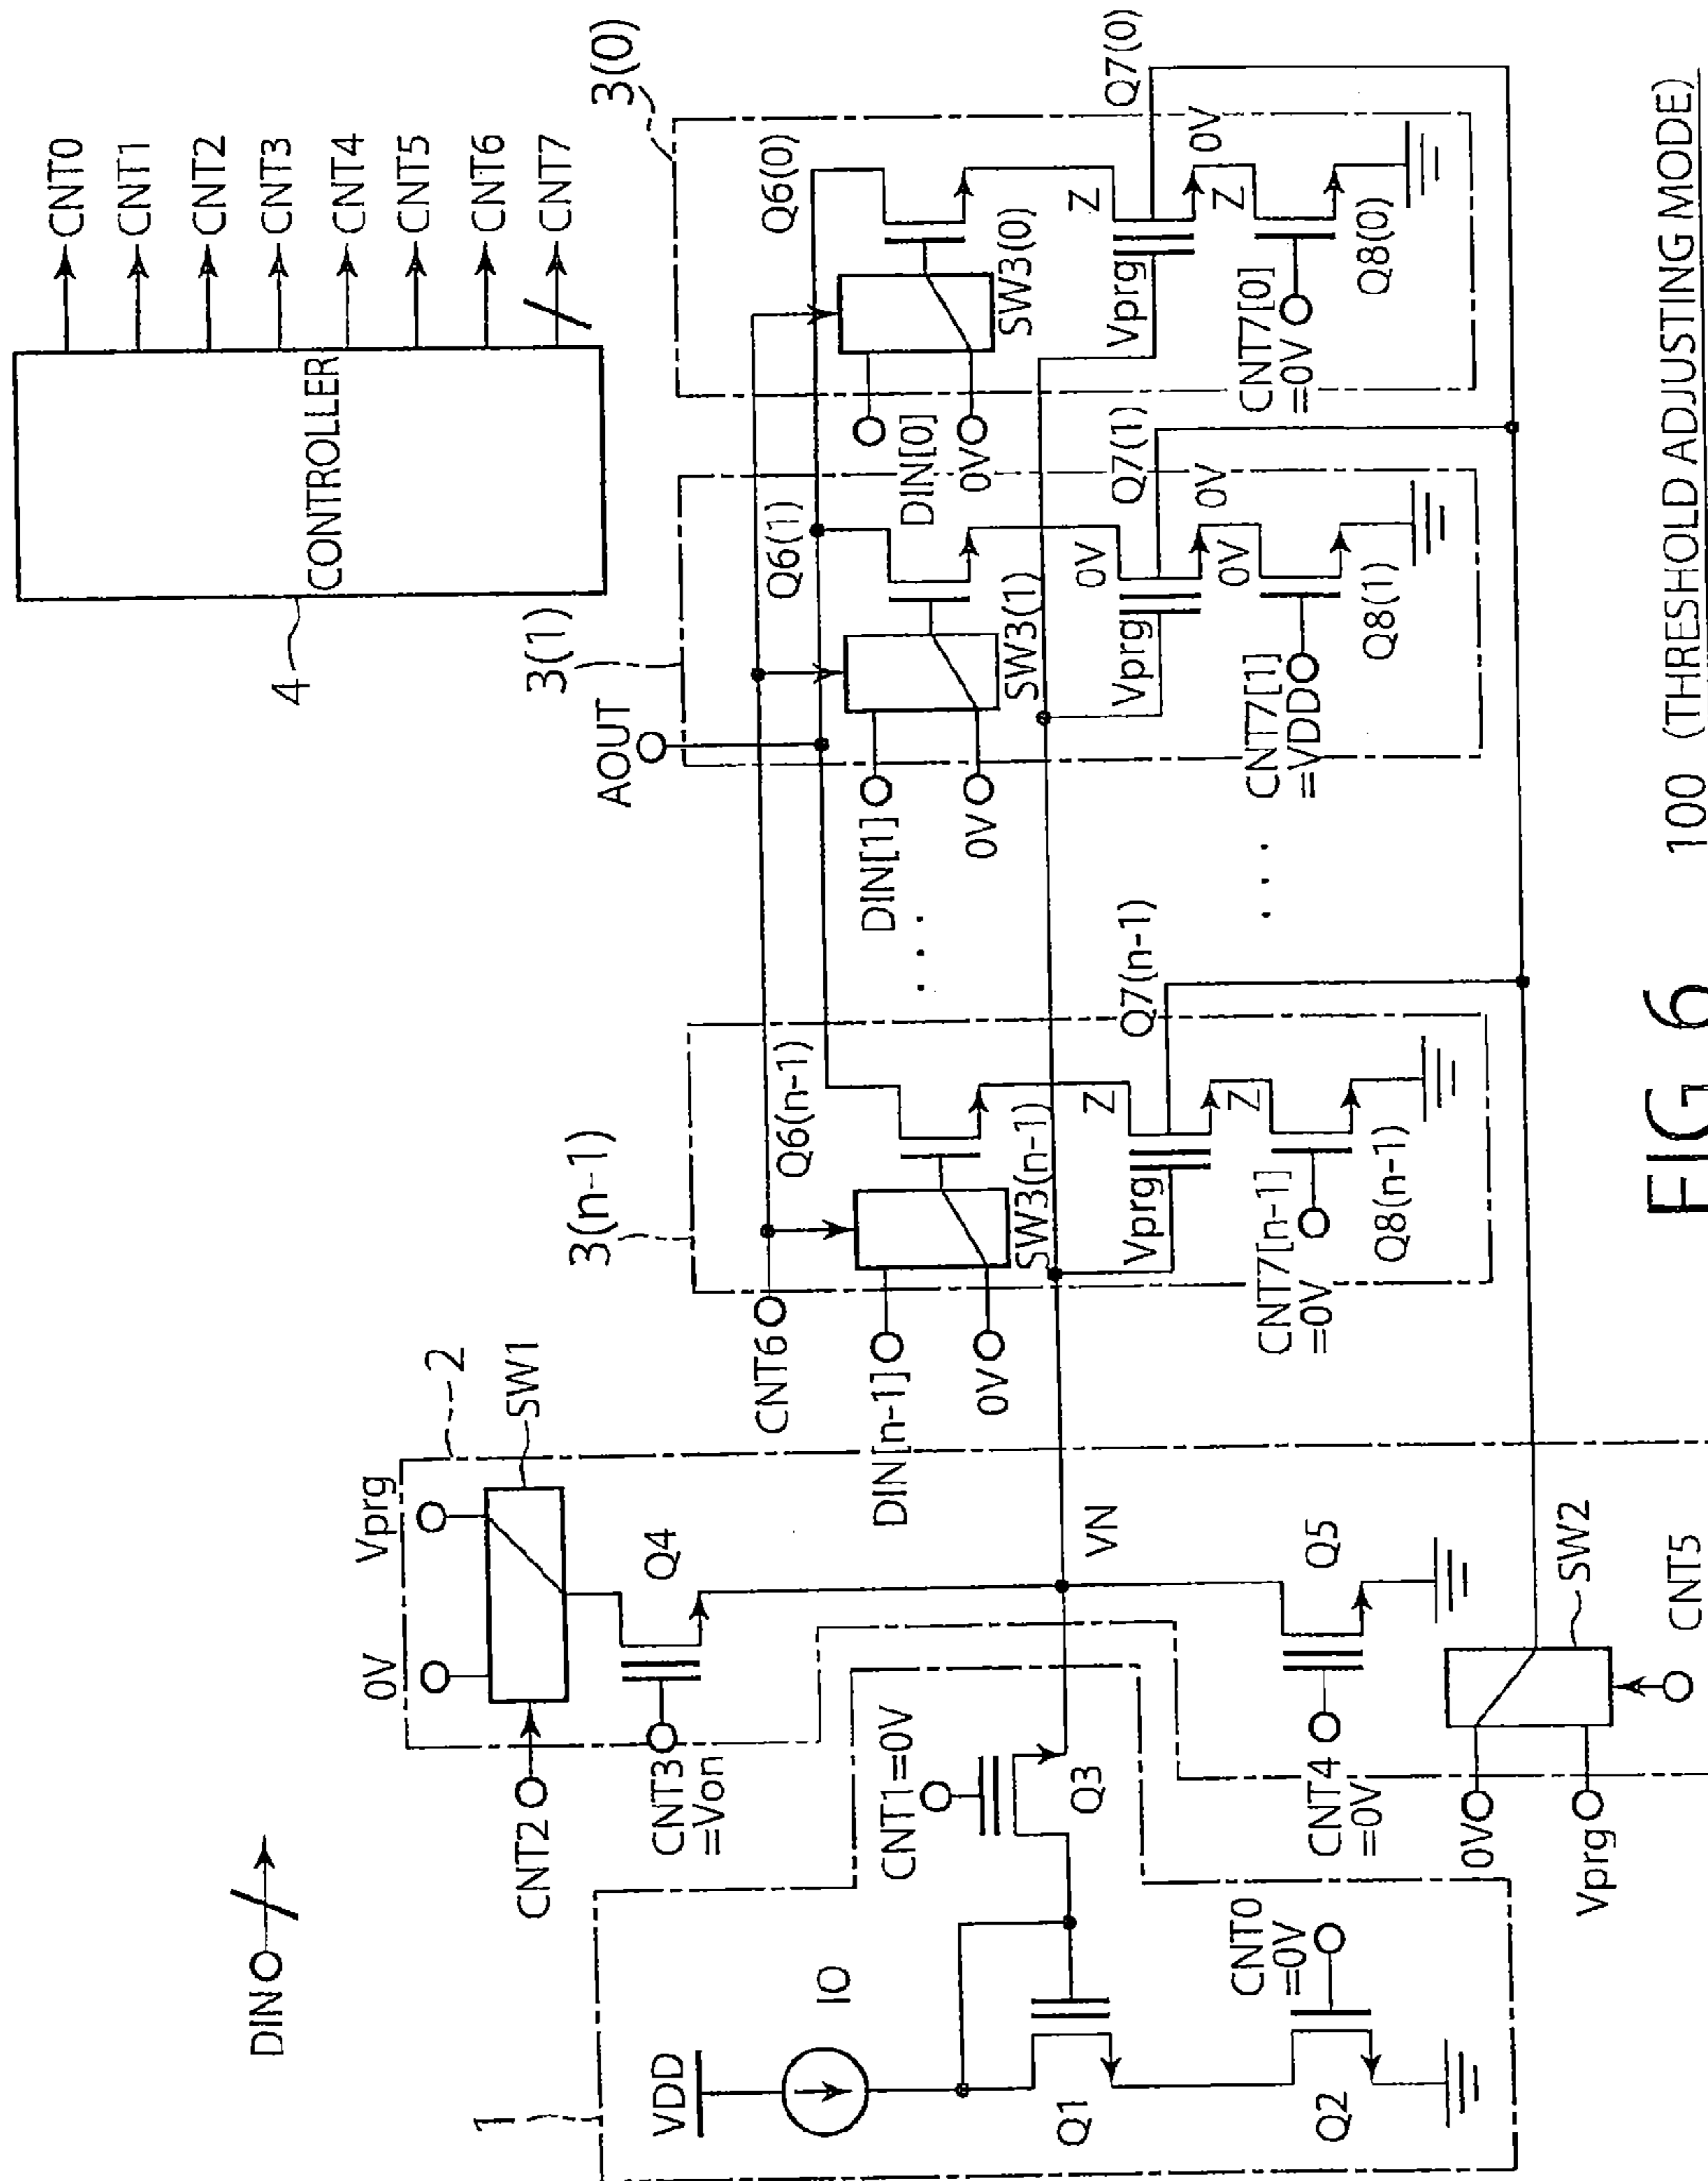 DIN
CONTROLLER
4
CNT0
CNT1
CNT2
CNT3
CNT4
CNT5
CNT6
CNT7
1
VDD
IO
Q1
Q2
CNT0
=0V
CNT1=0V
Q3
2
0V
Vprg
SW1
CNT2
CNT3
=Von
Q4
VN
CNT4
=0V
Q5
0V
Vprg
SW2
CNT5
AOUT
CNT6
3(n-1)
Q6(n-1)
DIN[n-1]
0V
SW3(n-1)
Z
Vprg
Q7(n-1)
Z
CNT7[n-1]
=0V
Q8(n-1)
. . .
. . .
3(1)
Q6(1)
DIN[1]
0V
SW3(1)
0V
Vprg
Q7(1)
0V
0V
CNT7[1]
=VDD
Q8(1)
3(0)
Q6(0)
DIN[0]
0V
SW3(0)
Z
Vprg
Q7(0)
0V
Z
CNT7[0]
=0V
Q8(0)
FIG 6
100 (THRESHOLD ADJUSTING MODE)